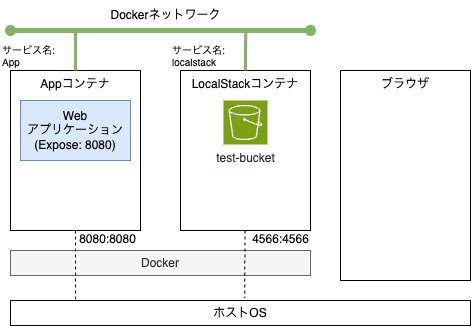 Dockerネットワーク
サービス名:
App
サービス名:
localstack
Appコンテナ
LocalStackコンテナ
ブラウザ
Web
アプリケーション
(Expose: 8080)
test-bucket
8080:8080
4566:4566
Docker
ホストOS